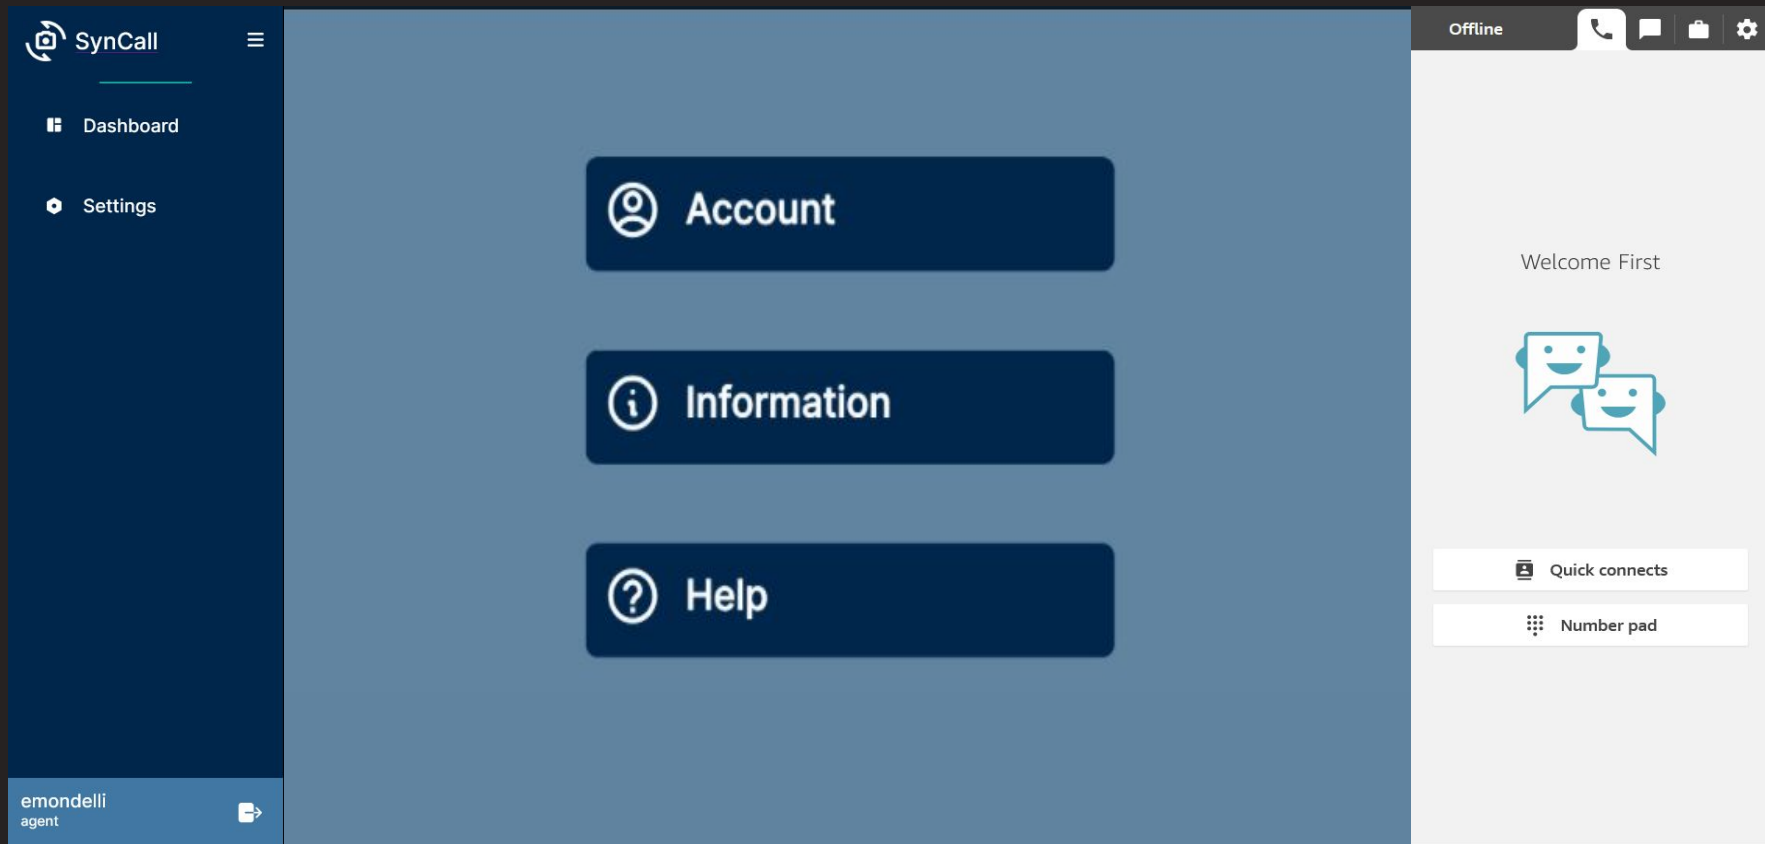 SynCall
Dashboard
Settings
emondelli
agent
Account
Information
Help
Offline
Welcome First
Quick connects
Number pad